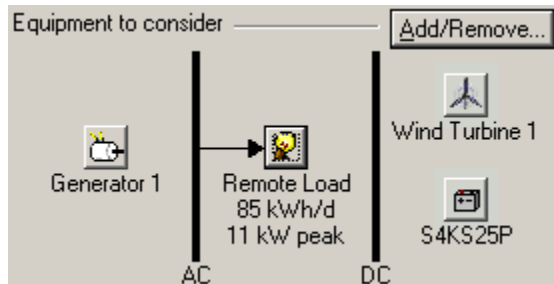 Equipment to consider
Add/Remove...
Wind Turbine 1
Generator 1
Remote Load
85 kWh/d
11 kW peak
S4KS25P
AC
DC